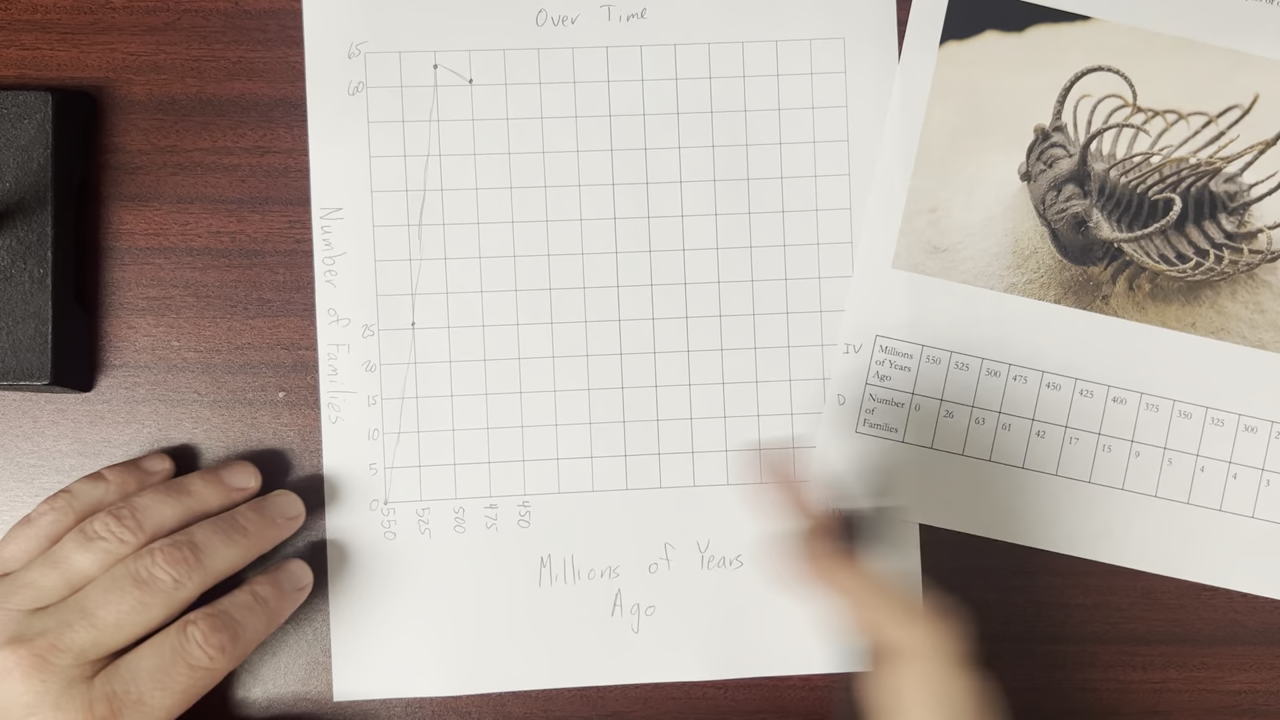 Over Time
65
60
25
20
15
10
5
0
550 525 500 475 450
Number of Families
Millions of Years
Ago
IV
D
Millions of Years Ago 550 525 500 475 450 425 400 375 350 325 300
Number of Families 0 26 63 61 42 17 15 9 5 4 4 3